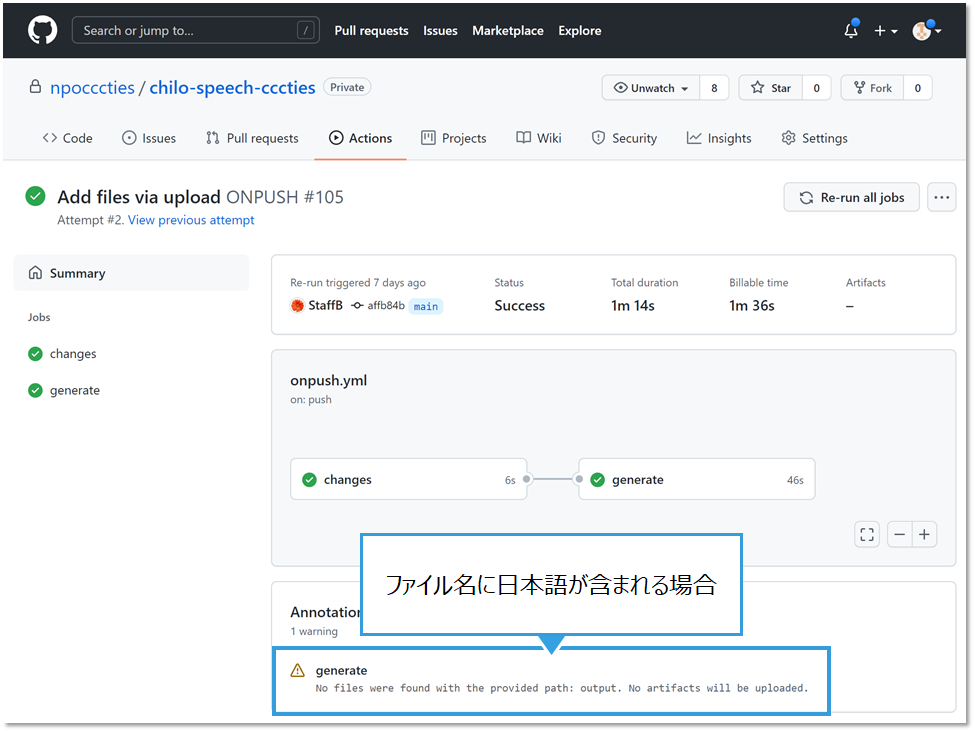 Search or jump to... /
Pull requests Issues Marketplace Explore
npocccties / chilo-speech-cccties Private
Unwatch 8 Star 0 Fork 0
Code Issues Pull requests Actions Projects Wiki Security Insights Settings
Add files via upload ONPUSH #105
Attempt #2. View previous attempt
Re-run all jobs ...
Summary
Jobs
changes
generate
Re-run triggered 7 days ago Status Total duration Billable time Artifacts
StaffB affb84b main Success 1m 14s 1m 36s –
onpush.yml
on: push
changes 6s generate 46s
ファイル名に日本語が含まれる場合
Annotation
1 warning
generate
No files were found with the provided path: output. No artifacts will be uploaded.